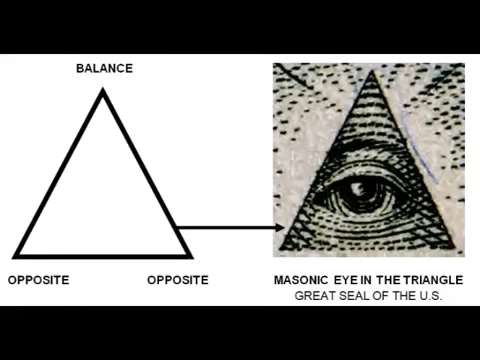 BALANCE
OPPOSITE
OPPOSITE
MASONIC EYE IN THE TRIANGLE
GREAT SEAL OF THE U.S.